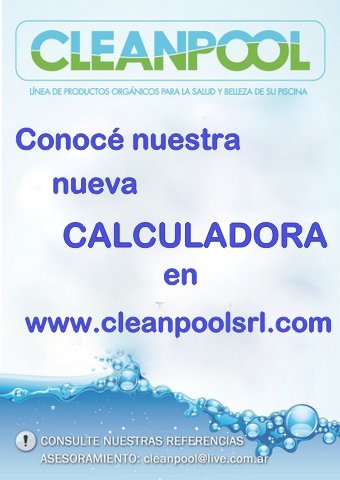 CLEANPOOL
LÍNEA DE PRODUCTOS ORGÁNICOS PARA LA SALUD Y BELLEZA DE SU PISCINA
Conocé nuestra
nueva
CALCULADORA
en
www.cleanpoolsrl.com
! CONSULTE NUESTRAS REFERENCIAS
ASESORAMIENTO: cleanpool@live.com.ar